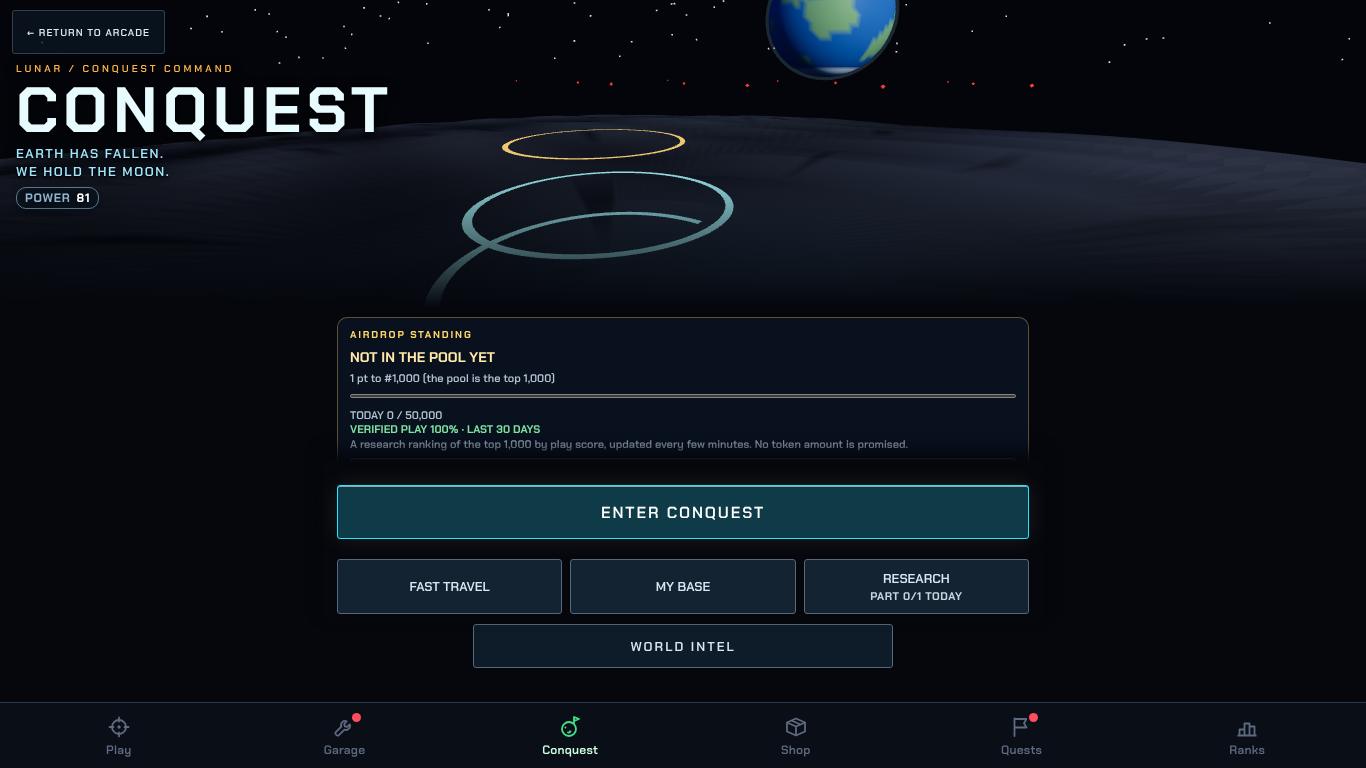 ← RETURN TO ARCADE
LUNAR / CONQUEST COMMAND
CONQUEST
EARTH HAS FALLEN.
WE HOLD THE MOON.
POWER 81
AIRDROP STANDING
NOT IN THE POOL YET
1 pt to #1,000 (the pool is the top 1,000)
TODAY 0 / 50,000
VERIFIED PLAY 100% · LAST 30 DAYS
A research ranking of the top 1,000 by play score, updated every few minutes. No token amount is promised.
ENTER CONQUEST
FAST TRAVEL
MY BASE
RESEARCH
PART 0/1 TODAY
WORLD INTEL
Play
Garage
Conquest
Shop
Quests
Ranks